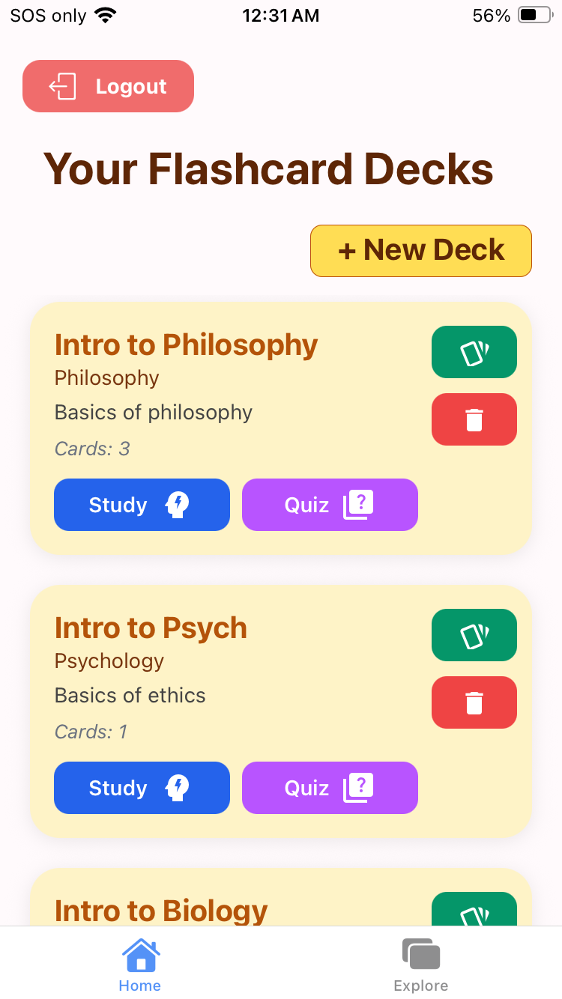 SOS only 12:31 AM 56%
Logout
Your Flashcard Decks
+ New Deck
Intro to Philosophy
Philosophy
Basics of philosophy
Cards: 3
Study Quiz ?
Intro to Psych
Psychology
Basics of ethics
Cards: 1
Study Quiz ?
Intro to Biology
Home Explore